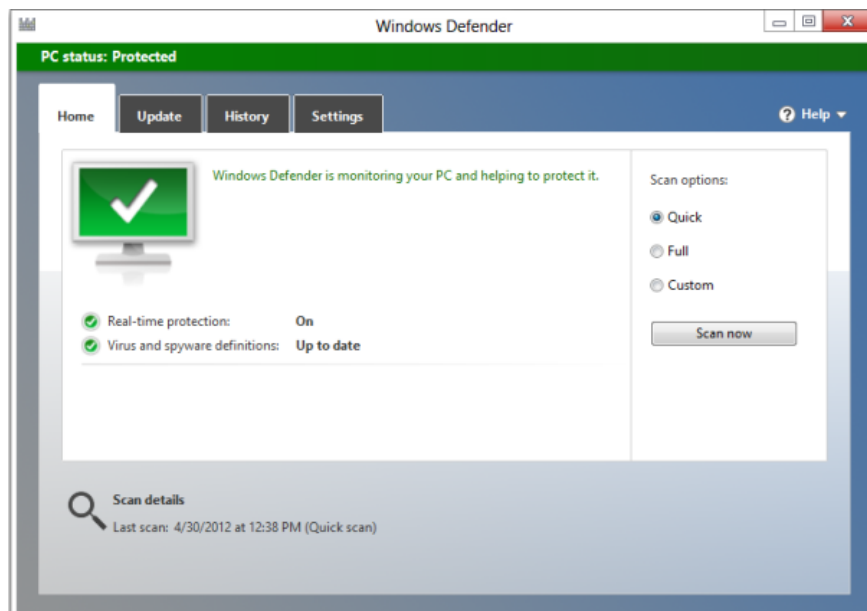 Windows Defender
PC status: Protected
Home
Update
History
Settings
Help
Windows Defender is monitoring your PC and helping to protect it.
Real-time protection: On
Virus and spyware definitions: Up to date
Scan options:
Quick
Full
Custom
Scan now
Scan details
Last scan: 4/30/2012 at 12:38 PM (Quick scan)